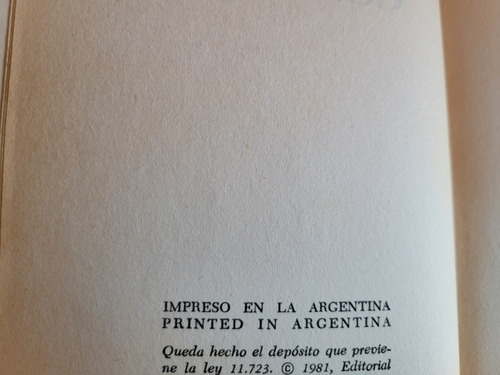 IMPRESO EN LA ARGENTINA
PRINTED IN ARGENTINA
Queda hecho el depósito que previe-
ne la ley 11.723. © 1981, Editorial